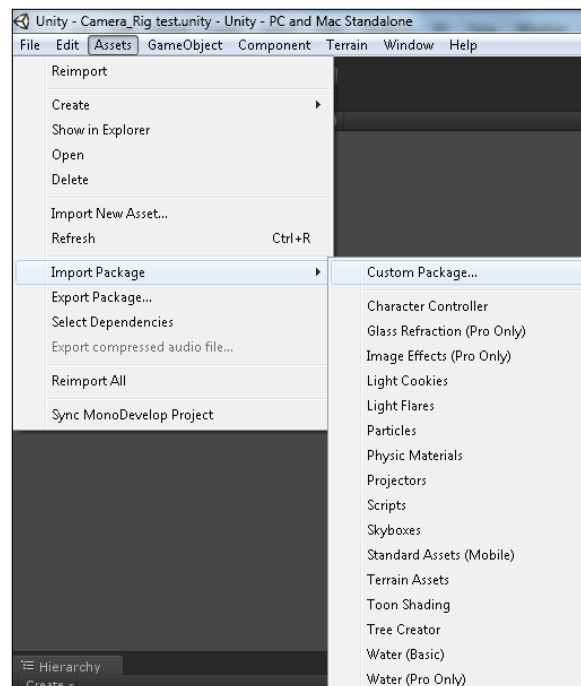 Unity - Camera_Rig test.unity - Unity - PC and Mac Standalone
File Edit Assets GameObject Component Terrain Window Help
Reimport
Create
Show in Explorer
Open
Delete
Import New Asset...
Refresh Ctrl+R
Import Package
Export Package...
Select Dependencies
Export compressed audio file...
Reimport All
Sync MonoDevelop Project
Custom Package...
Character Controller
Glass Refraction (Pro Only)
Image Effects (Pro Only)
Light Cookies
Light Flares
Particles
Physic Materials
Projectors
Scripts
Skyboxes
Standard Assets (Mobile)
Terrain Assets
Toon Shading
Tree Creator
Water (Basic)
Water (Pro Only)
Hierarchy
Create